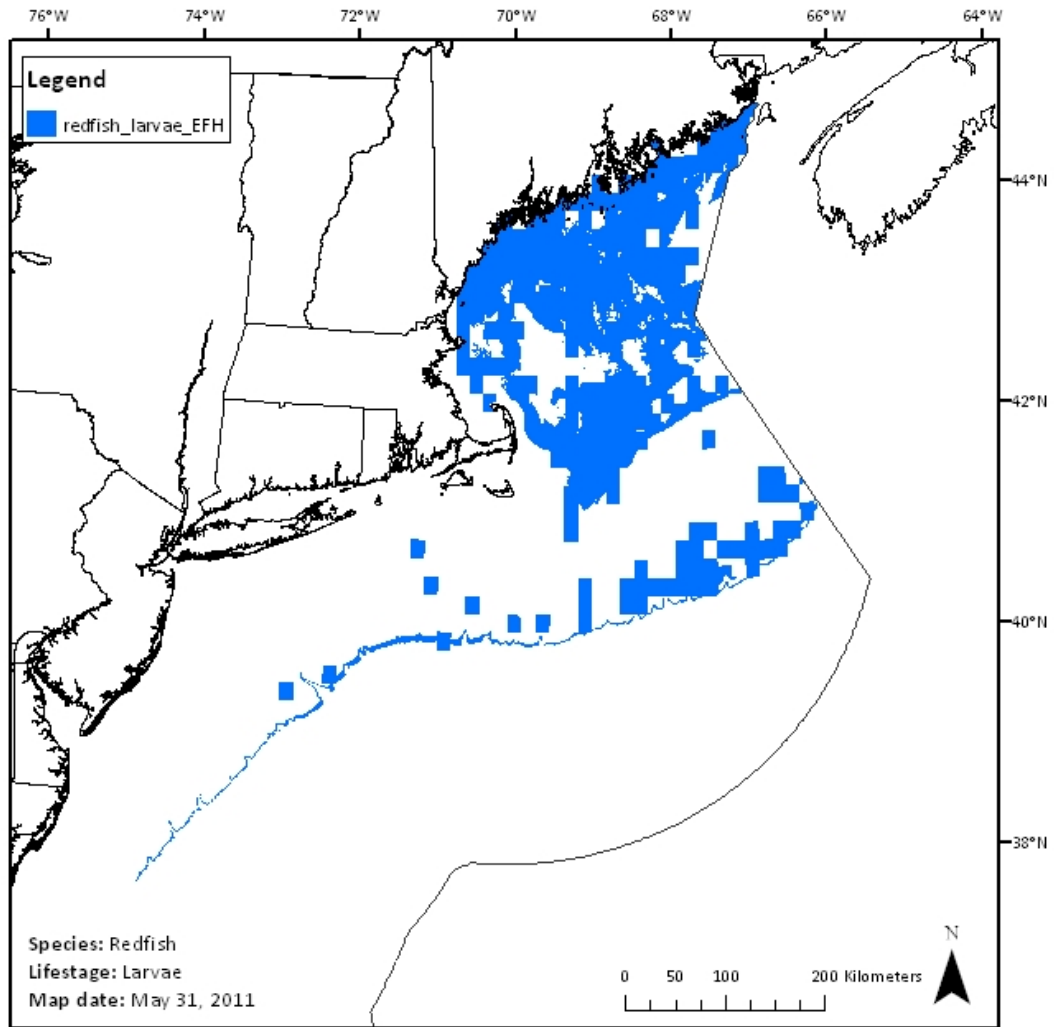 76°W 74°W 72°W 70°W 68°W 66°W 64°W
Legend
redfish_larvae_EFH
44°N
42°N
40°N
38°N
Species: Redfish
Lifestage: Larvae
Map date: May 31, 2011
0 50 100 200 Kilometers
N